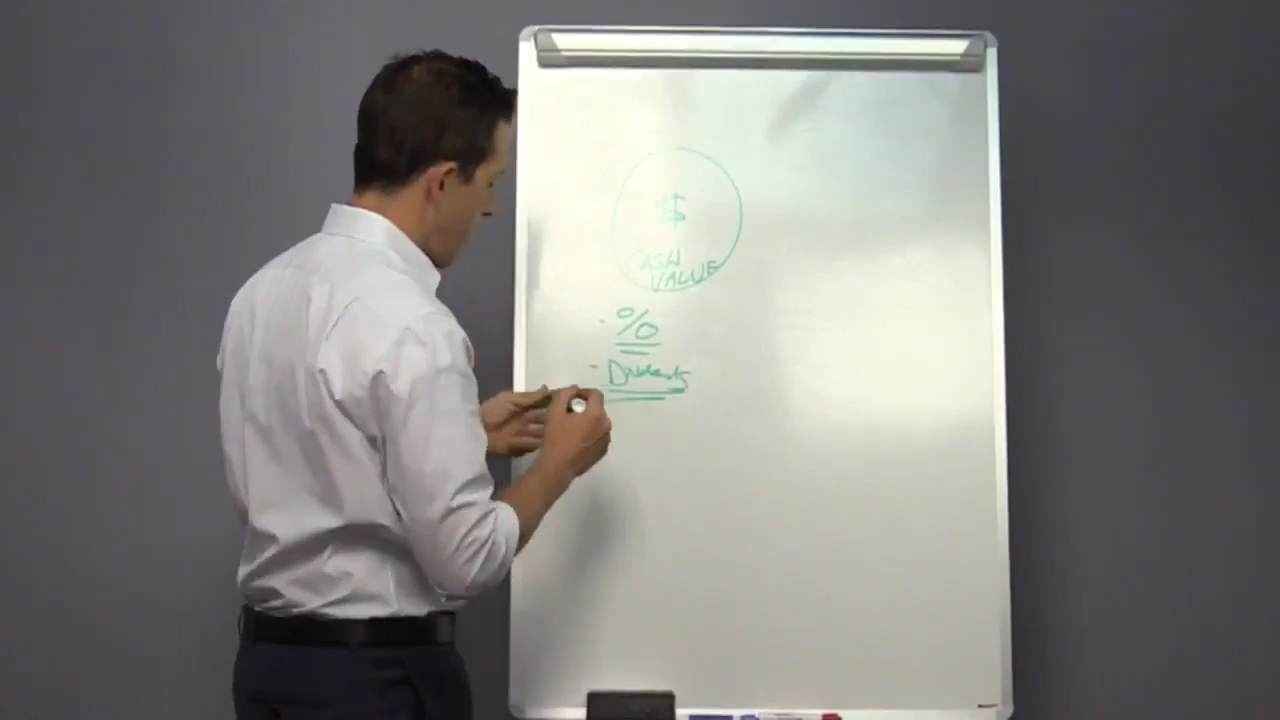 $
CASH
VALUE
- %
- Dividends